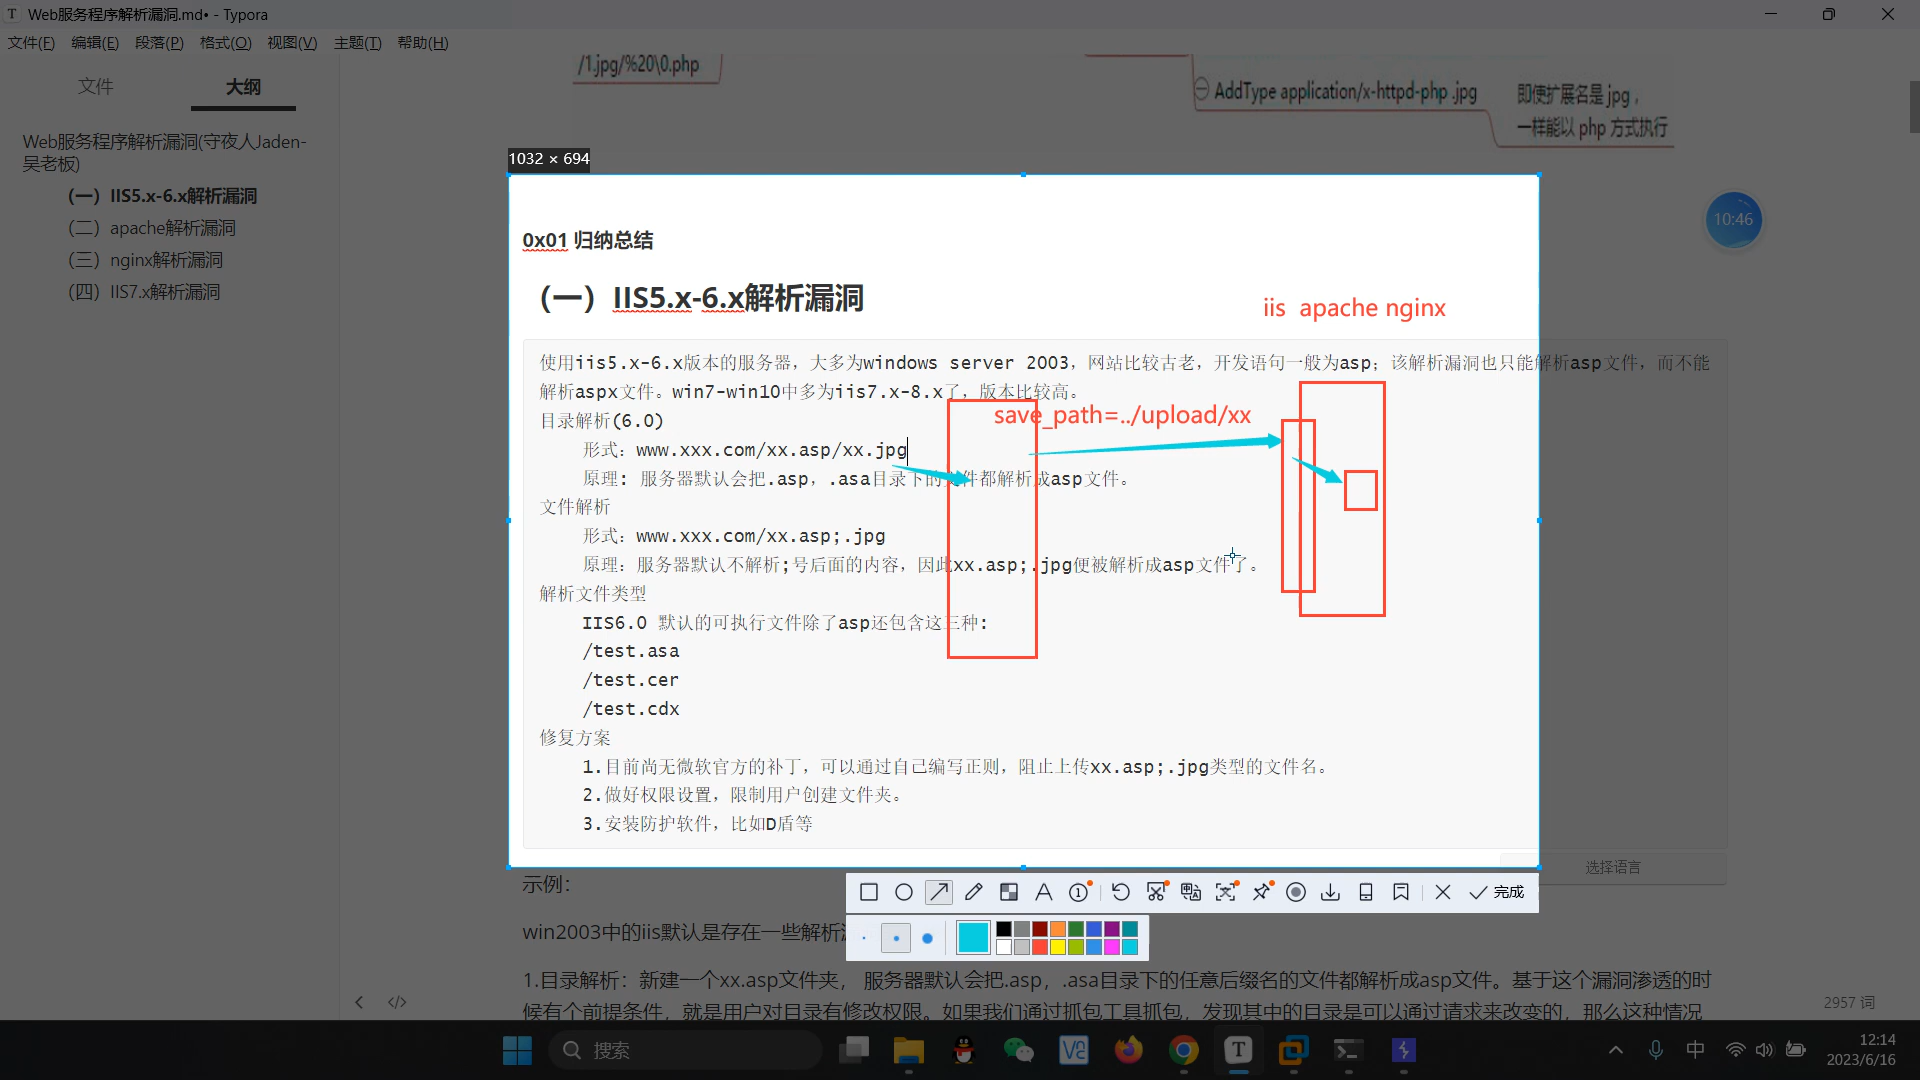 Web服务程序解析漏洞.md• - Typora
文件(F) 编辑(E) 段落(P) 格式(O) 视图(V) 主题(T) 帮助(H)
文件 大纲
Web服务程序解析漏洞(守夜人Jaden-
吴老板)
（一）IIS5.x-6.x解析漏洞
（二）apache解析漏洞
（三）nginx解析漏洞
（四）IIS7.x解析漏洞
/1.jpg/%20\0.php
AddType application/x-httpd-php .jpg
即使扩展名是 jpg，
一样能以 php 方式执行
1032 × 694
10:46
0x01 归纳总结
（一）IIS5.x-6.x解析漏洞
iis apache nginx
使用iis5.x-6.x版本的服务器，大多为windows server 2003，网站比较古老，开发语句一般为asp；该解析漏洞也只能解析asp文件，而不能
解析aspx文件。win7-win10中多为iis7.x-8.x了，版本比较高。
save_path=../upload/xx
目录解析(6.0)
形式：www.xxx.com/xx.asp/xx.jpg
原理: 服务器默认会把.asp，.asa目录下的文件都解析成asp文件。
文件解析
形式：www.xxx.com/xx.asp;.jpg
原理：服务器默认不解析;号后面的内容，因此xx.asp;.jpg便被解析成asp文件了。
解析文件类型
IIS6.0 默认的可执行文件除了asp还包含这三种:
/test.asa
/test.cer
/test.cdx
修复方案
1.目前尚无微软官方的补丁，可以通过自己编写正则，阻止上传xx.asp;.jpg类型的文件名。
2.做好权限设置，限制用户创建文件夹。
3.安装防护软件，比如D盾等
选择语言
示例：
完成
win2003中的iis默认是存在一些解析
1.目录解析：新建一个xx.asp文件夹， 服务器默认会把.asp，.asa目录下的任意后缀名的文件都解析成asp文件。基于这个漏洞渗透的时
候有个前提条件，就是用户对目录有修改权限。如果我们通过抓包工具抓包，发现其中的目录是可以通过请求来改变的，那么这种情况
2957 词
搜索
中
12:14
2023/6/16